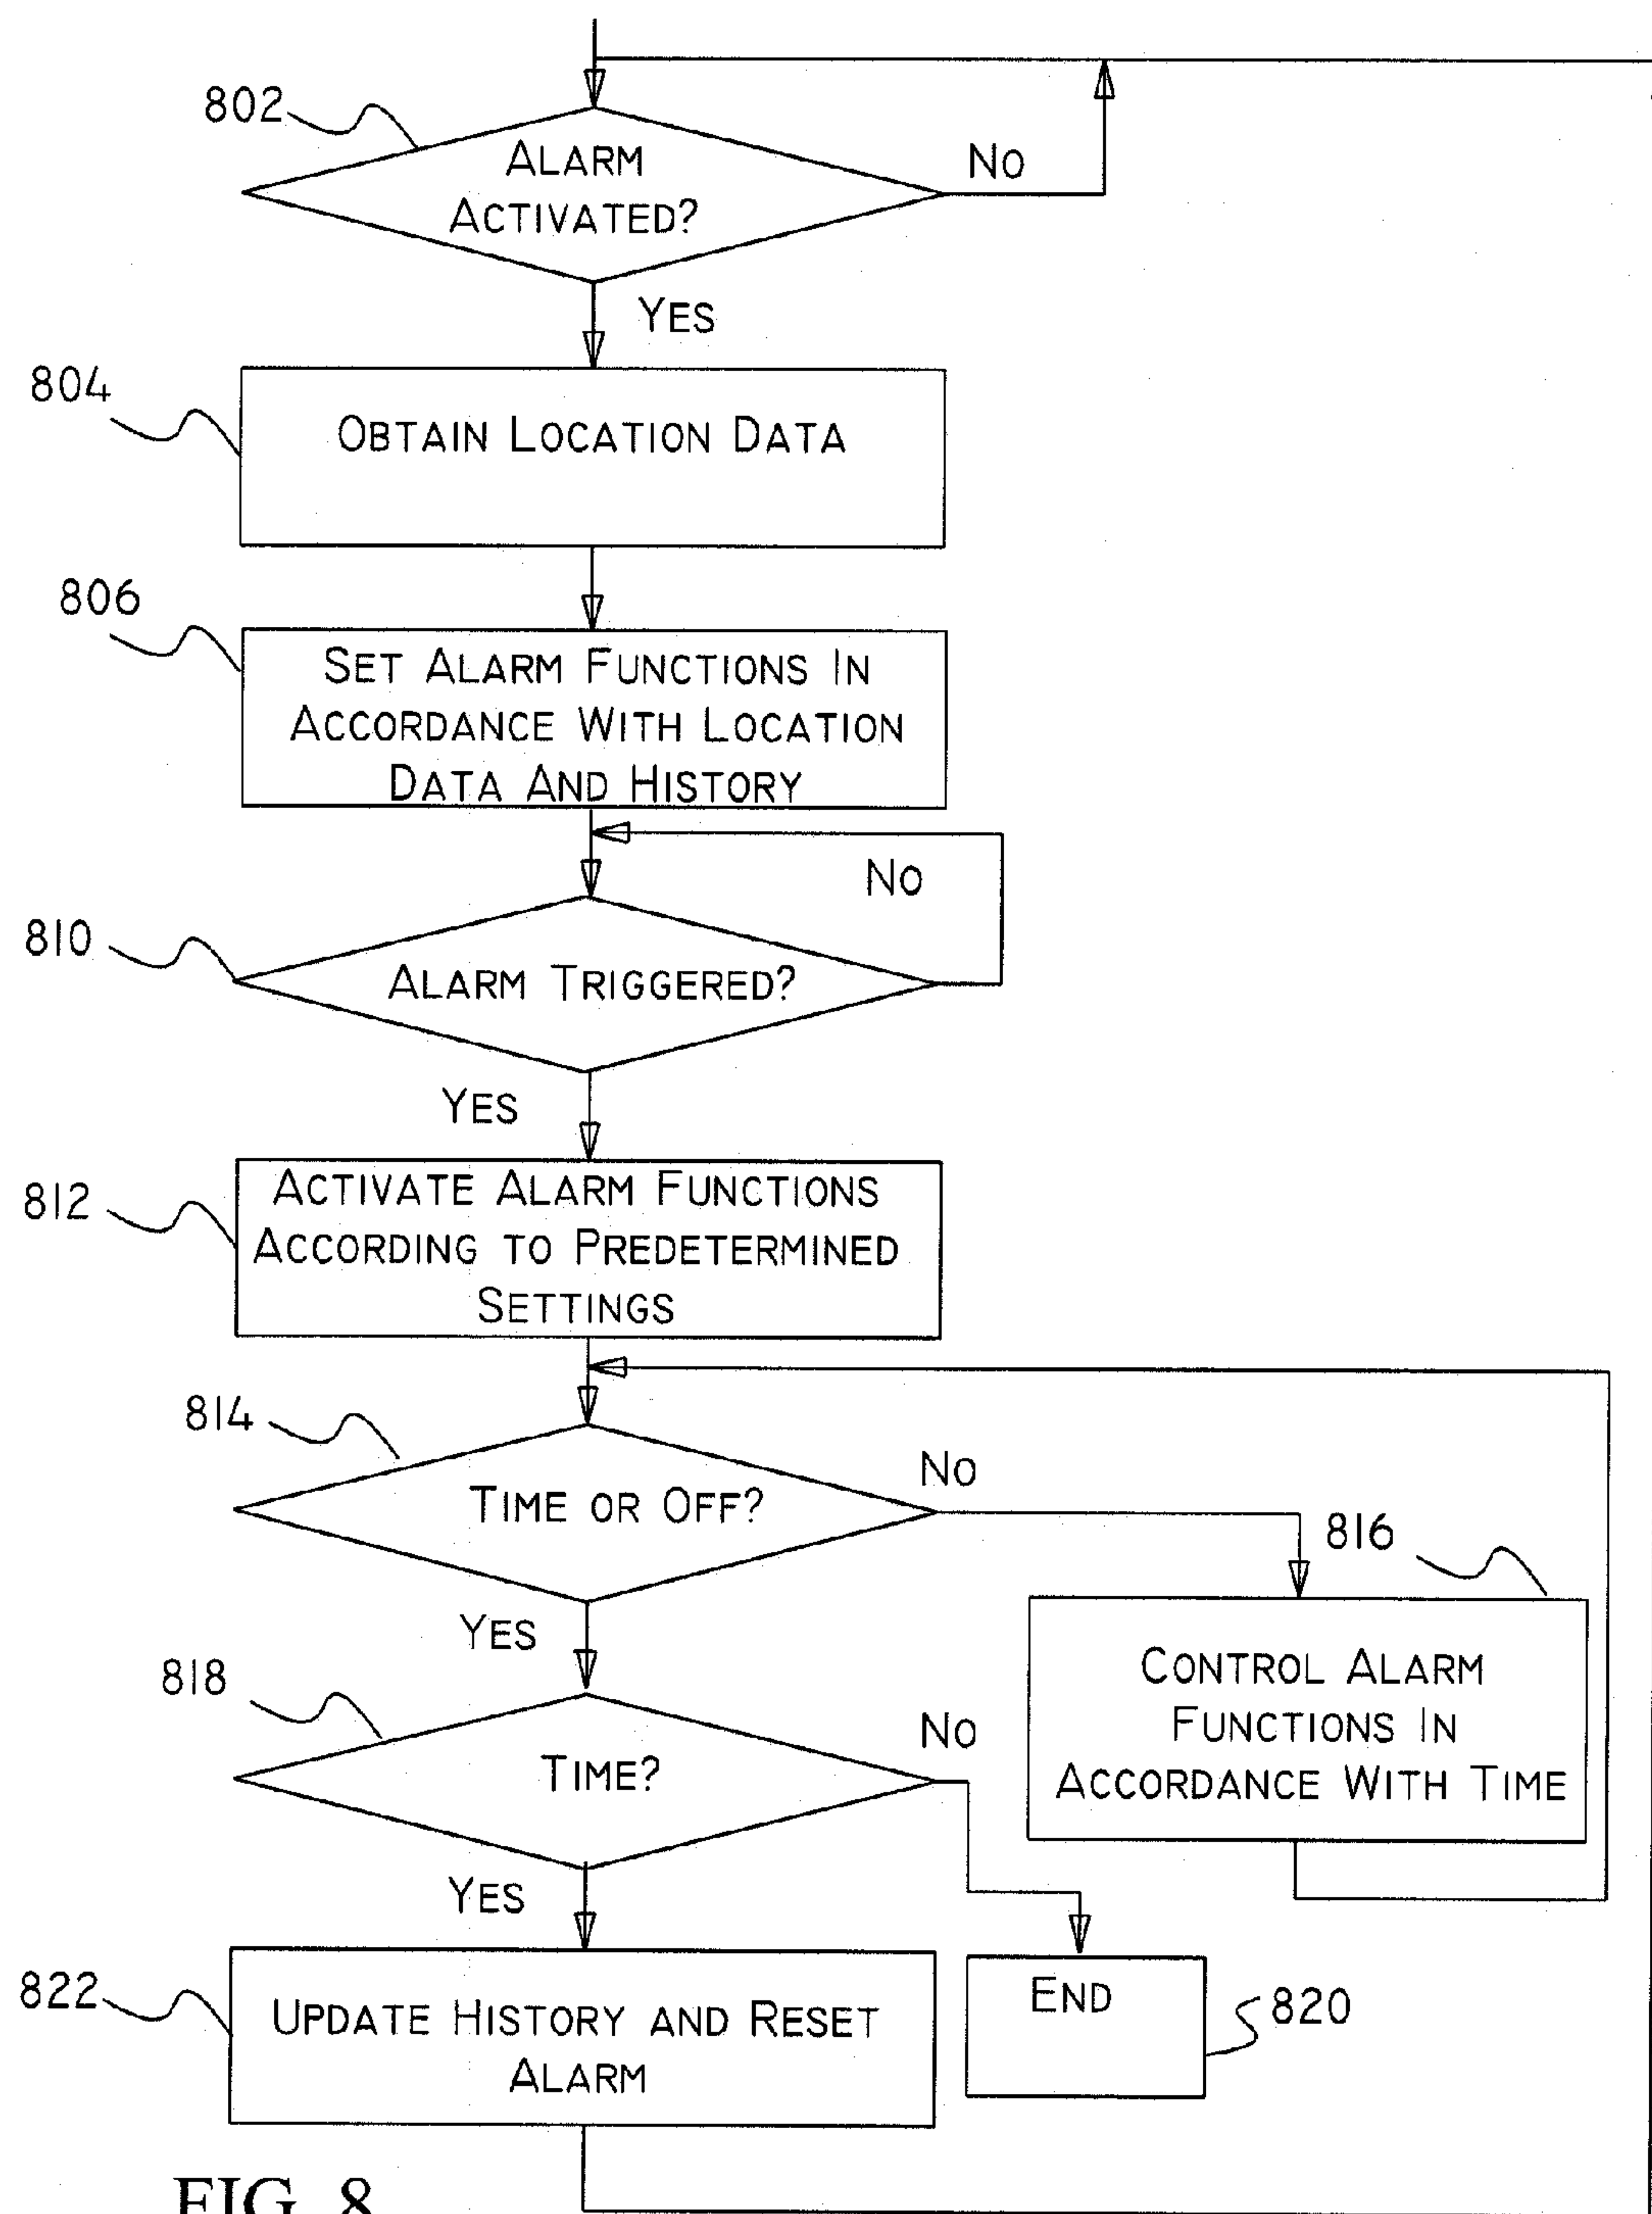 802
ALARM
ACTIVATED?
NO
YES
804
OBTAIN LOCATION DATA
806
SET ALARM FUNCTIONS IN
ACCORDANCE WITH LOCATION
DATA AND HISTORY
NO
810
ALARM TRIGGERED?
YES
812
ACTIVATE ALARM FUNCTIONS
ACCORDING TO PREDETERMINED
SETTINGS
814
TIME OR OFF?
NO
816
CONTROL ALARM
FUNCTIONS IN
ACCORDANCE WITH TIME
YES
818
TIME?
NO
YES
END
820
822
UPDATE HISTORY AND RESET
ALARM
FIG. 8